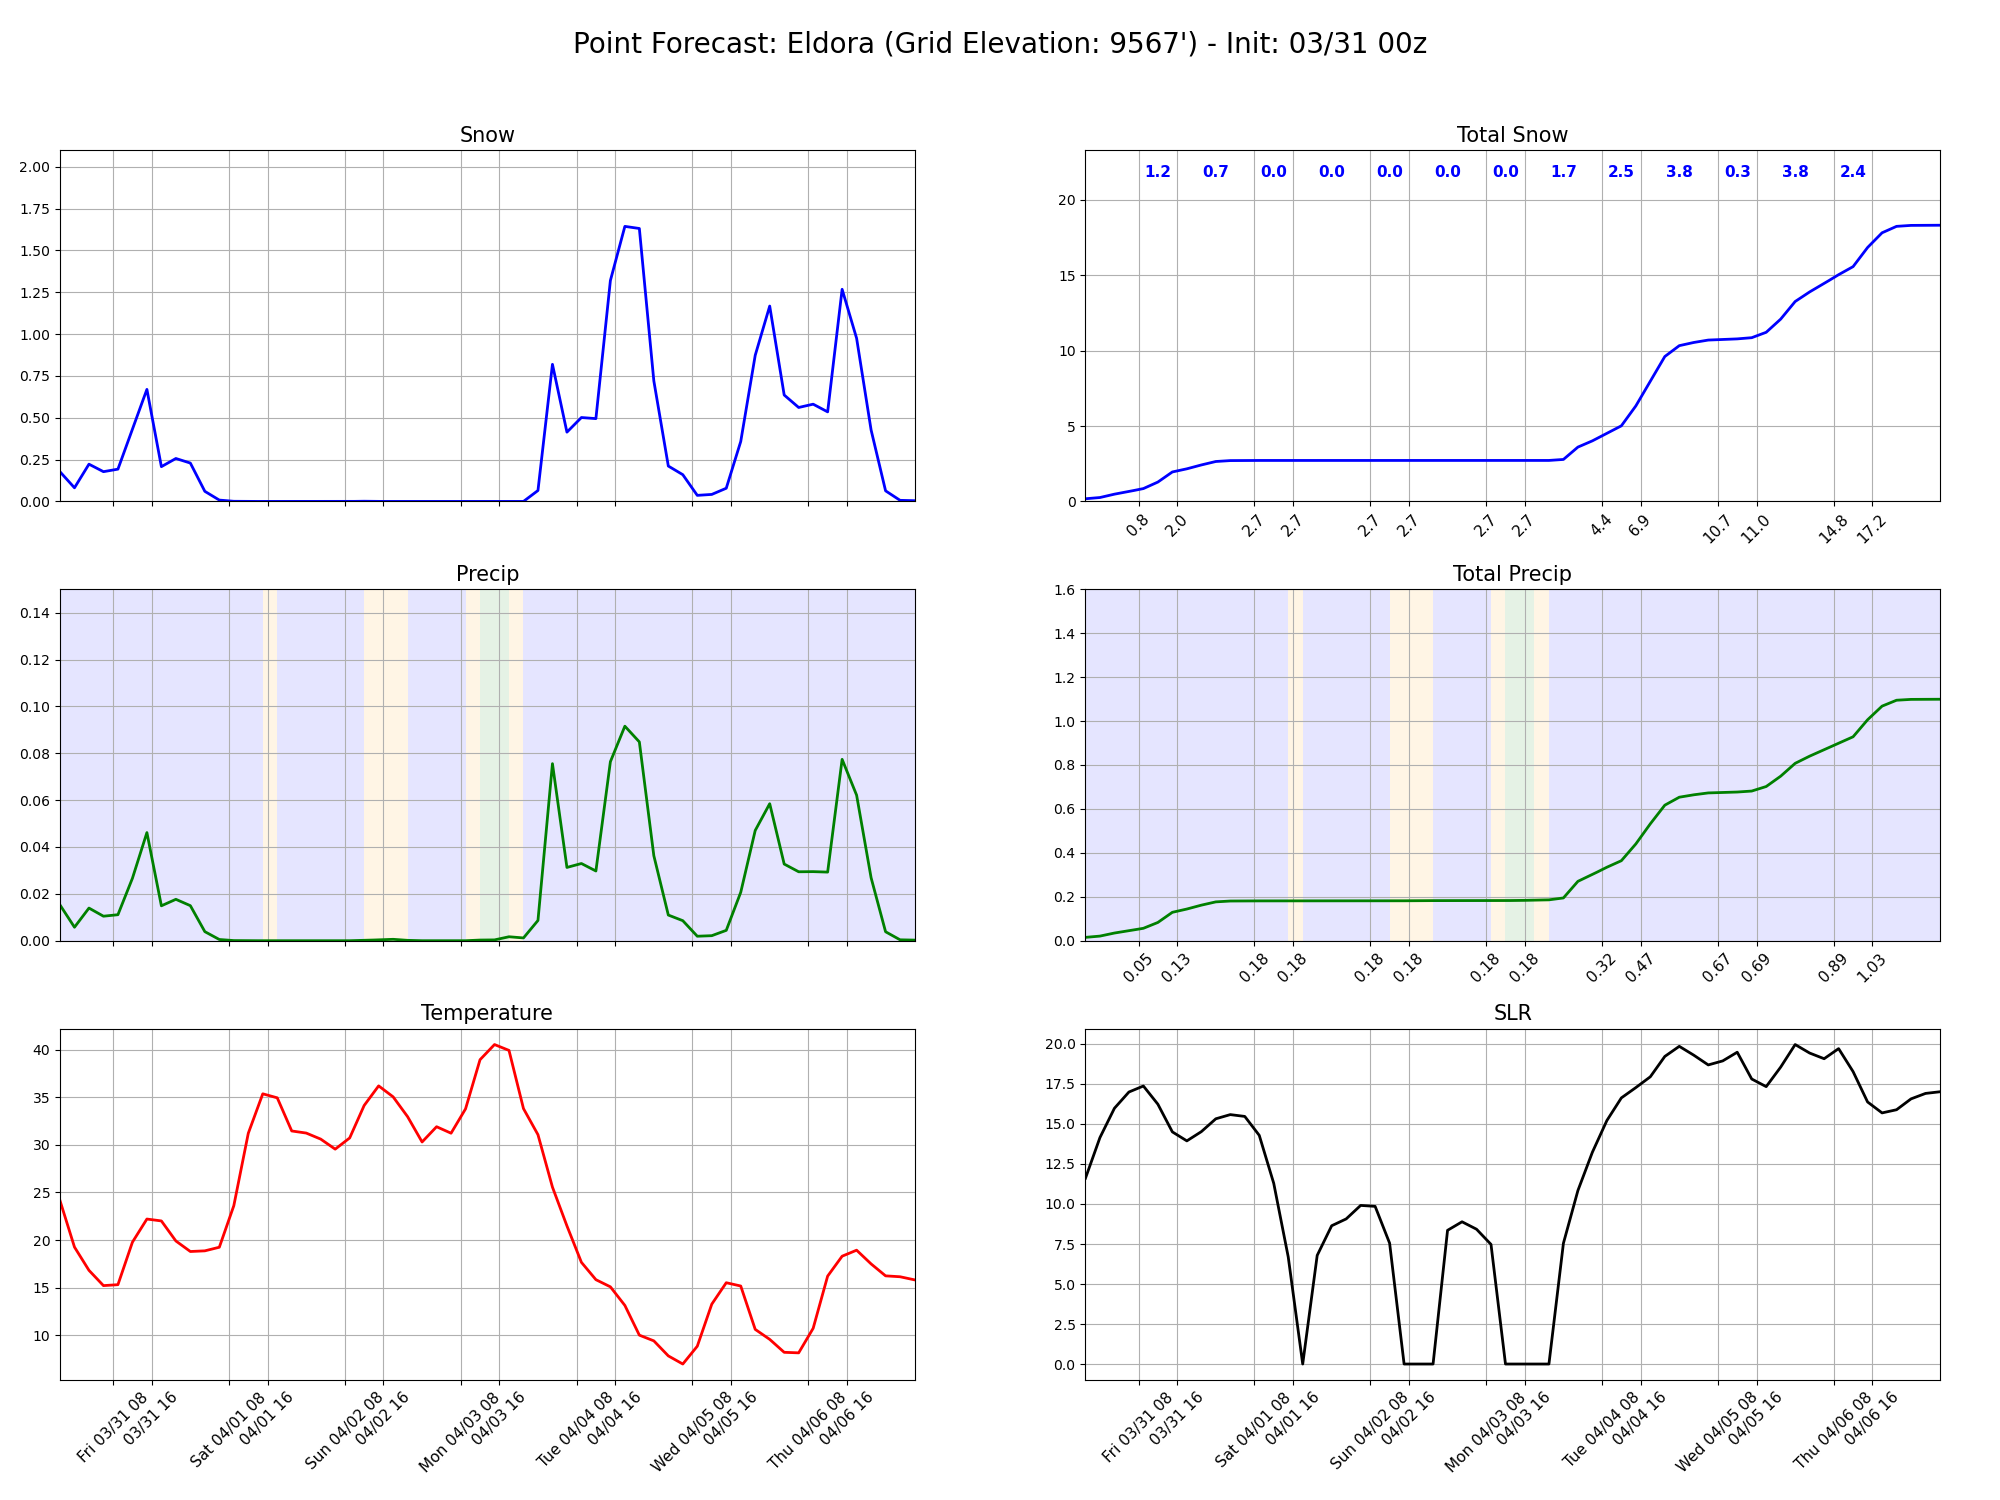 Point Forecast: Eldora (Grid Elevation: 9567') - Init: 03/31 00z
Snow
2.00
1.75
1.50
1.25
1.00
0.75
0.50
0.25
0.00
Total Snow
1.2 0.7 0.0 0.0 0.0 0.0 0.0 1.7 2.5 3.8 0.3 3.8 2.4
20
15
10
5
0
0.8 2.0 2.7 2.7 2.7 2.7 2.7 2.7 4.4 6.9 10.7 11.0 14.8 17.2
Precip
0.14
0.12
0.10
0.08
0.06
0.04
0.02
0.00
Total Precip
1.6
1.4
1.2
1.0
0.8
0.6
0.4
0.2
0.0
0.05 0.13 0.18 0.18 0.18 0.18 0.18 0.18 0.32 0.47 0.67 0.69 0.89 1.03
Temperature
40
35
30
25
20
15
10
Fri 03/31 08
03/31 16
Sat 04/01 08
04/01 16
Sun 04/02 08
04/02 16
Mon 04/03 08
04/03 16
Tue 04/04 08
04/04 16
Wed 04/05 08
04/05 16
Thu 04/06 08
04/06 16
SLR
20.0
17.5
15.0
12.5
10.0
7.5
5.0
2.5
0.0
Fri 03/31 08
03/31 16
Sat 04/01 08
04/01 16
Sun 04/02 08
04/02 16
Mon 04/03 08
04/03 16
Tue 04/04 08
04/04 16
Wed 04/05 08
04/05 16
Thu 04/06 08
04/06 16